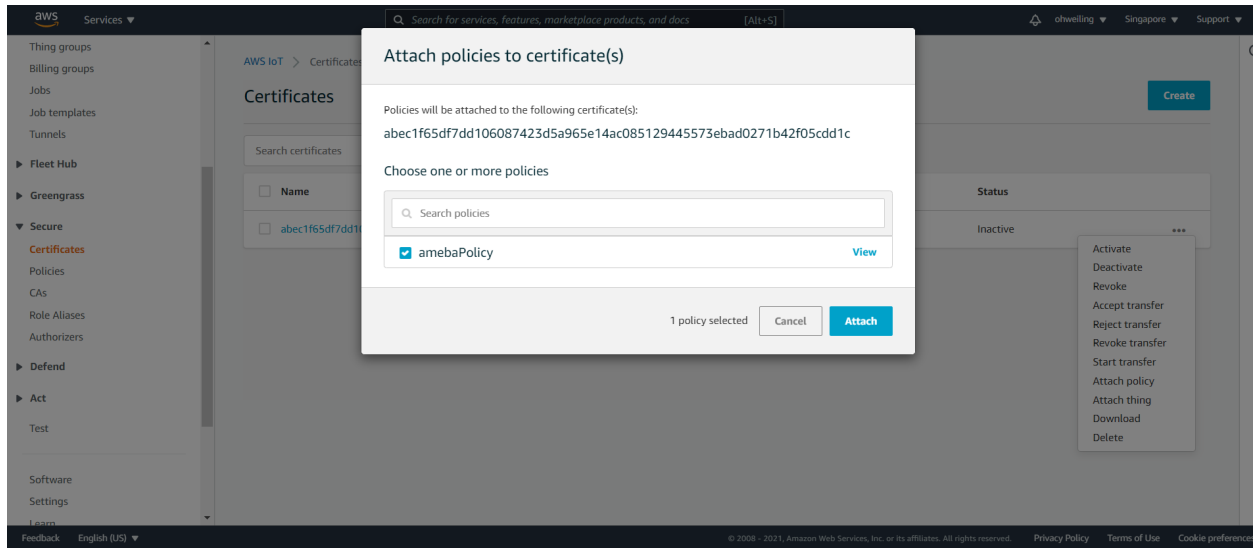 aws
Services
Search for services, features, marketplace products, and docs [Alt+S]
ohweiling
Singapore
Support
Thing groups
Billing groups
Jobs
Job templates
Tunnels
Fleet Hub
Greengrass
Secure
Certificates
Policies
CAs
Role Aliases
Authorizers
Defend
Act
Test
Software
Settings
Learn
AWS IoT > Certificates
Certificates
Create
Search certificates
Name
Status
abec1f65df7dd10
Inactive
Attach policies to certificate(s)
Policies will be attached to the following certificate(s):
abec1f65df7dd106087423d5a965e14ac085129445573ebad0271b42f05cdd1c
Choose one or more policies
Search policies
amebaPolicy
View
1 policy selected
Cancel
Attach
Activate
Deactivate
Revoke
Accept transfer
Reject transfer
Revoke transfer
Start transfer
Attach policy
Attach thing
Download
Delete
Feedback
English (US)
© 2008 - 2021, Amazon Web Services, Inc. or its affiliates. All rights reserved.
Privacy Policy
Terms of Use
Cookie preferences